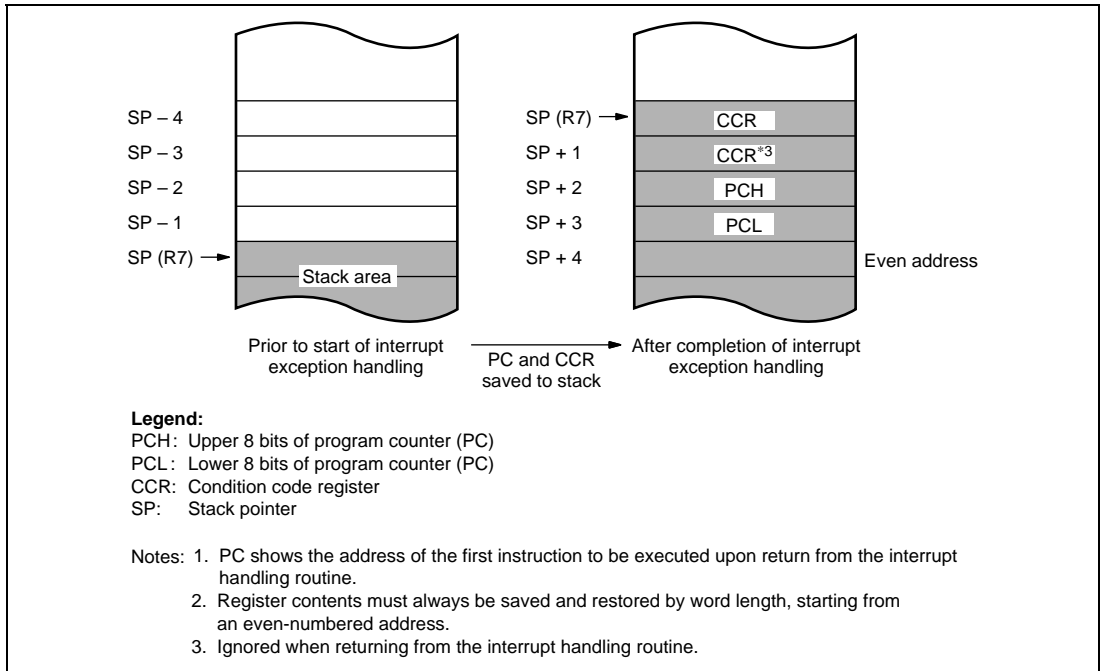 SP – 4
SP – 3
SP – 2
SP – 1
SP (R7)
Stack area
SP (R7)
SP + 1
SP + 2
SP + 3
SP + 4
CCR
CCR*3
PCH
PCL
Even address
Prior to start of interrupt
exception handling
PC and CCR
saved to stack
After completion of interrupt
exception handling
Legend:
PCH: Upper 8 bits of program counter (PC)
PCL: Lower 8 bits of program counter (PC)
CCR: Condition code register
SP: Stack pointer
Notes: 1. PC shows the address of the first instruction to be executed upon return from the interrupt
handling routine.
2. Register contents must always be saved and restored by word length, starting from
an even-numbered address.
3. Ignored when returning from the interrupt handling routine.